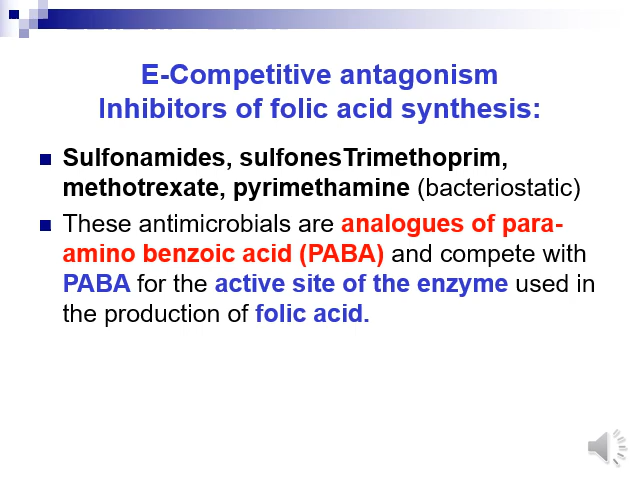 E-Competitive antagonism
Inhibitors of folic acid synthesis:
Sulfonamides, sulfonesTrimethoprim,
methotrexate, pyrimethamine (bacteriostatic)
These antimicrobials are analogues of para-
amino benzoic acid (PABA) and compete with
PABA for the active site of the enzyme used in
the production of folic acid.